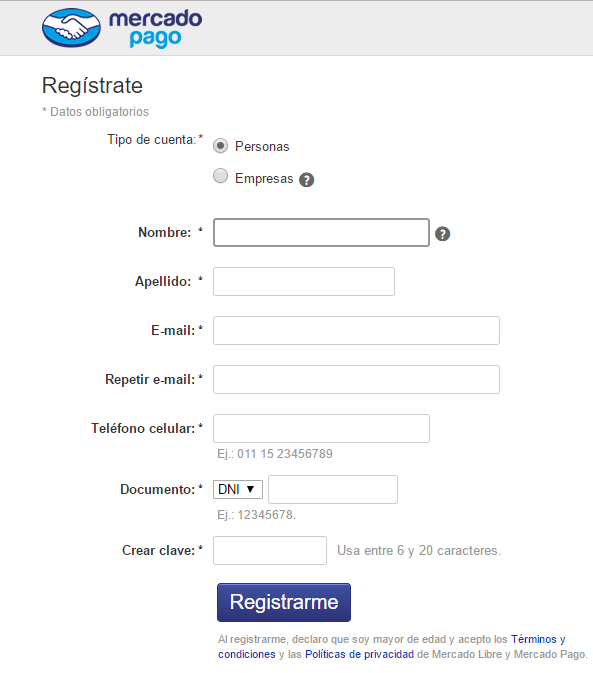 mercado
pago
Regístrate
* Datos obligatorios
Tipo de cuenta: *
Personas
Empresas ?
Nombre: * ?
Apellido: *
E-mail: *
Repetir e-mail: *
Teléfono celular: *
Ej.: 011 15 23456789
Documento: * DNI ▼
Ej.: 12345678.
Crear clave: * Usa entre 6 y 20 caracteres.
Registrarme
Al registrarme, declaro que soy mayor de edad y acepto los Términos y
condiciones y las Políticas de privacidad de Mercado Libre y Mercado Pago.